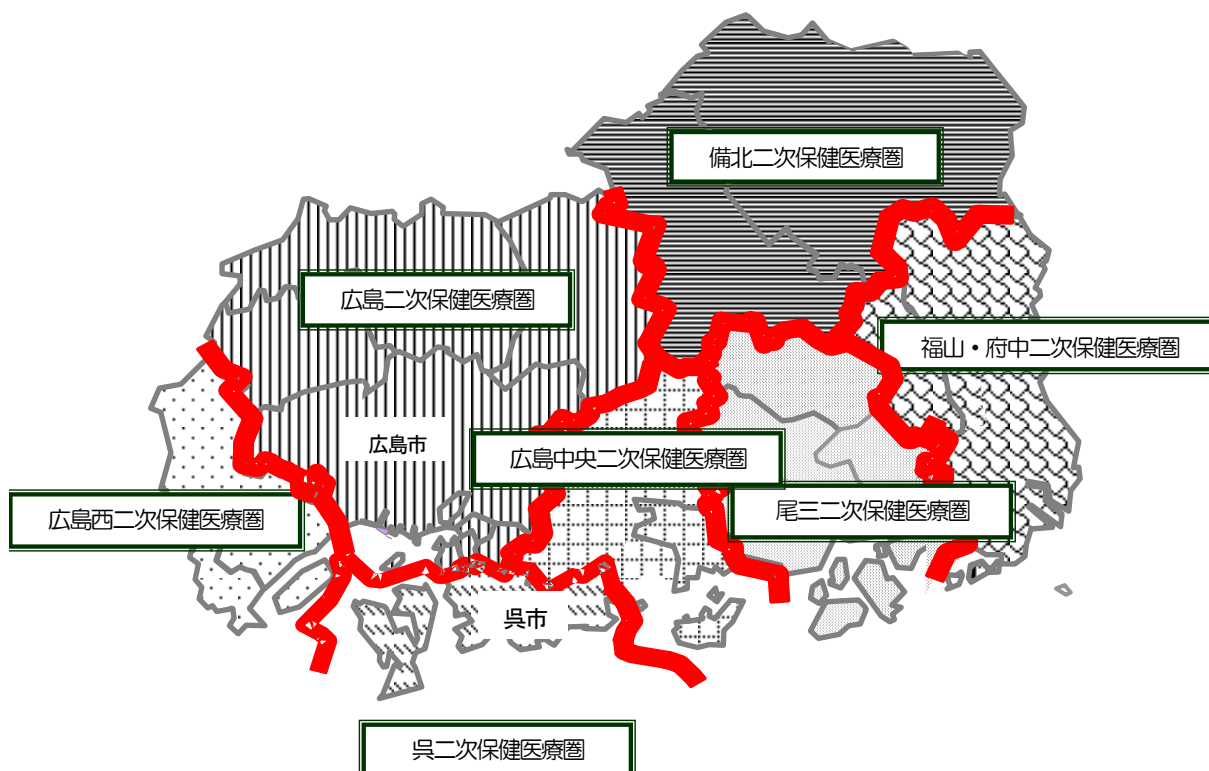 備北二次保健医療圏
広島二次保健医療圏
福山・府中二次保健医療圏
広島市
広島中央二次保健医療圏
広島西二次保健医療圏
尾三二次保健医療圏
呉市
呉二次保健医療圏